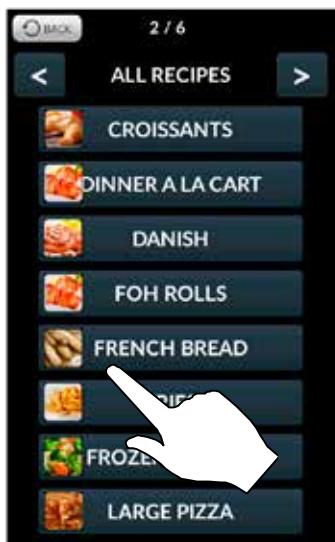 BACK
2/6
< ALL RECIPES >
CROISSANTS
DINNER A LA CART
DANISH
FOH ROLLS
FRENCH BREAD
LARGE PIZZA